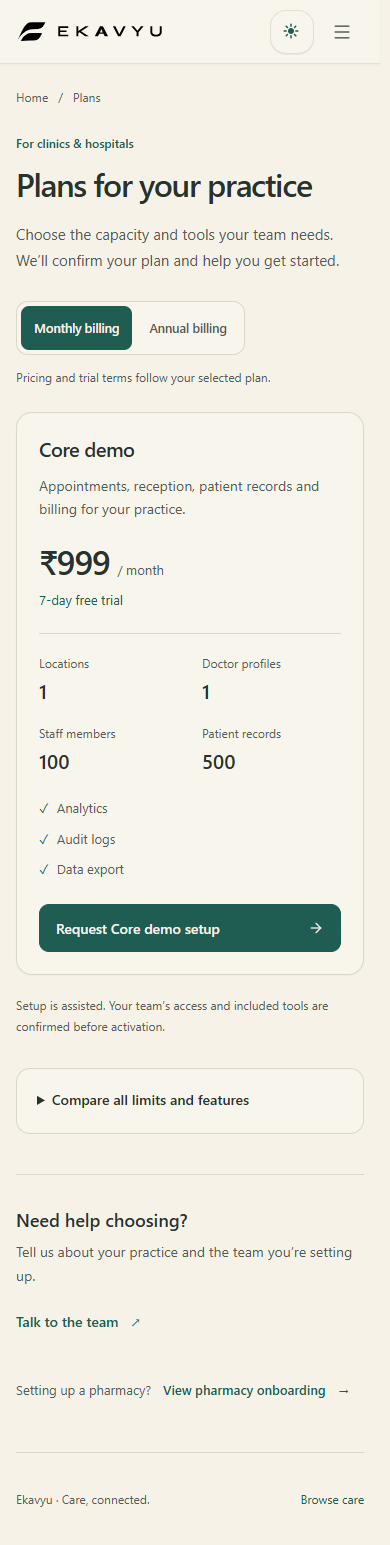 EKAVYU
Home / Plans
For clinics & hospitals
Plans for your practice
Choose the capacity and tools your team needs.
We’ll confirm your plan and help you get started.
Monthly billing Annual billing
Pricing and trial terms follow your selected plan.
Core demo
Appointments, reception, patient records and
billing for your practice.
₹999 / month
7-day free trial
Locations Doctor profiles
1 1
Staff members Patient records
100 500
✓ Analytics
✓ Audit logs
✓ Data export
Request Core demo setup →
Setup is assisted. Your team’s access and included tools are
confirmed before activation.
▶ Compare all limits and features
Need help choosing?
Tell us about your practice and the team you’re setting
up.
Talk to the team ↗
Setting up a pharmacy? View pharmacy onboarding →
Ekavyu · Care, connected. Browse care